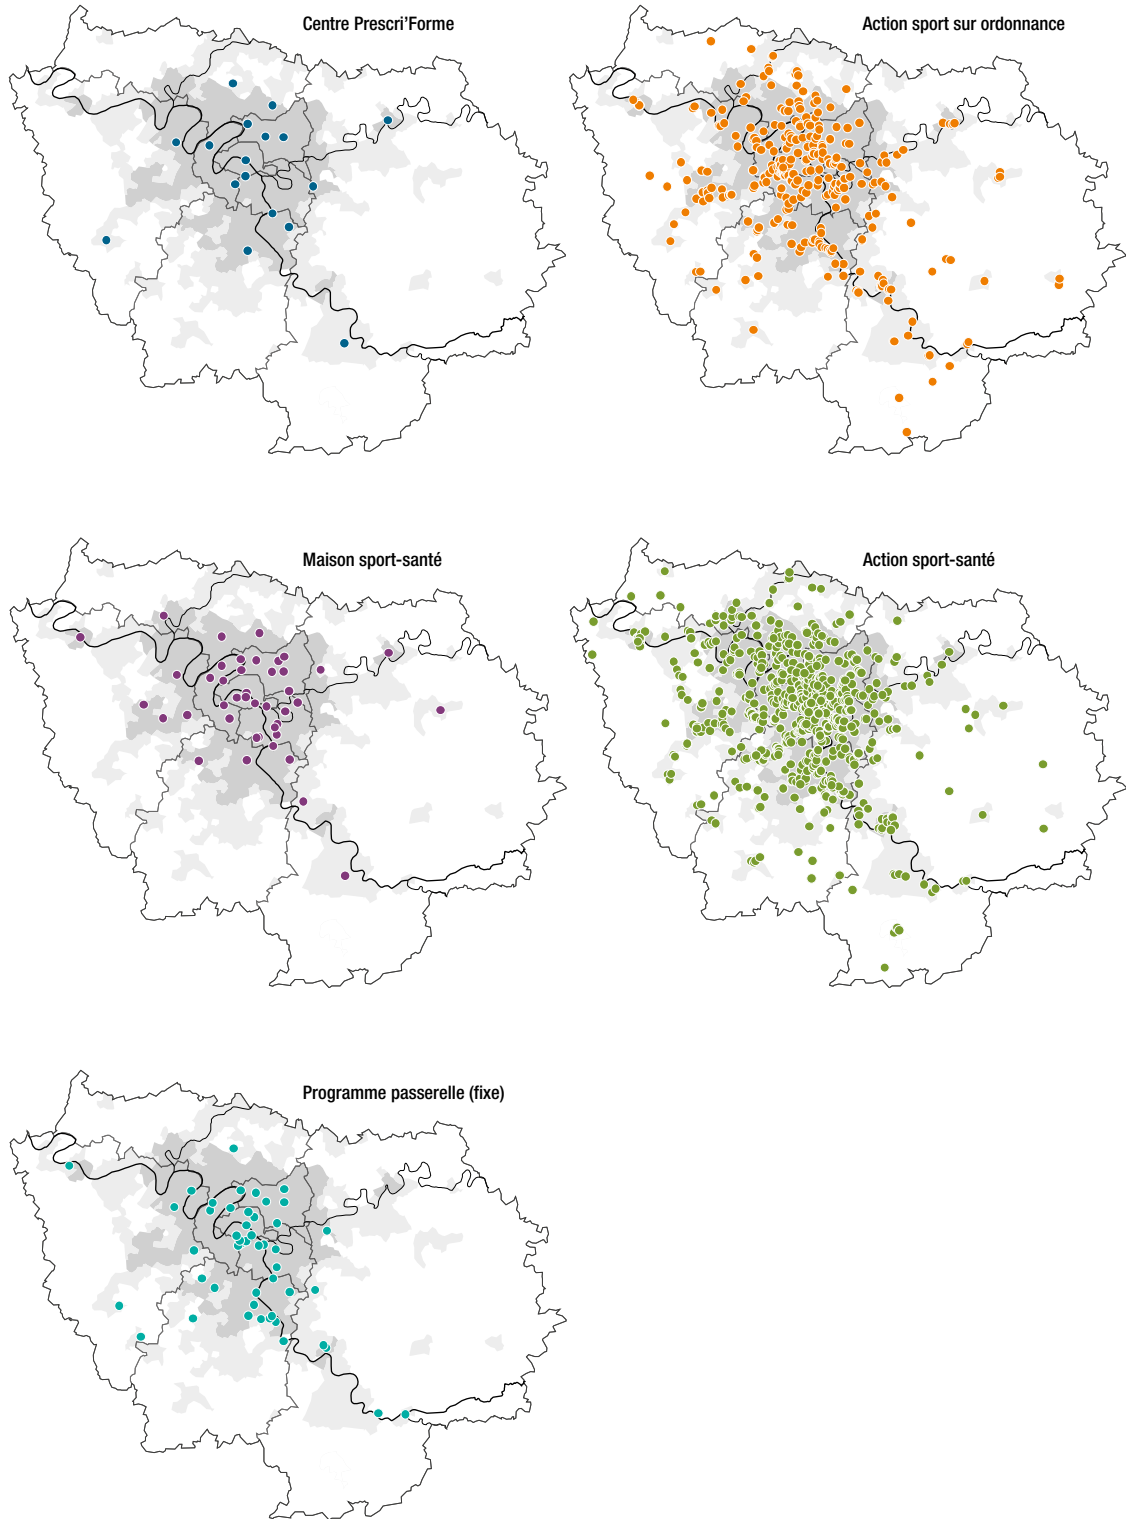 Centre Prescri’Forme
Action sport sur ordonnance
Maison sport-santé
Action sport-santé
Programme passerelle (fixe)